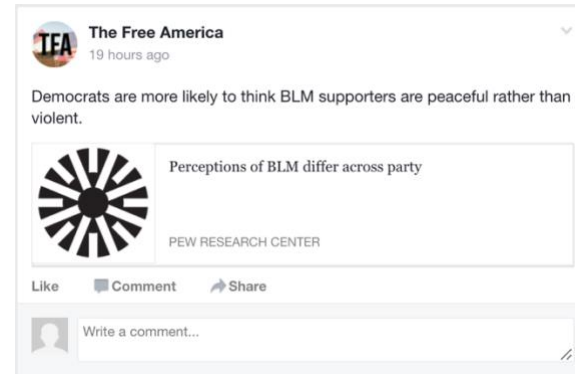 TFA
The Free America
19 hours ago
Democrats are more likely to think BLM supporters are peaceful rather than
violent.
Perceptions of BLM differ across party
PEW RESEARCH CENTER
Like Comment Share
Write a comment...